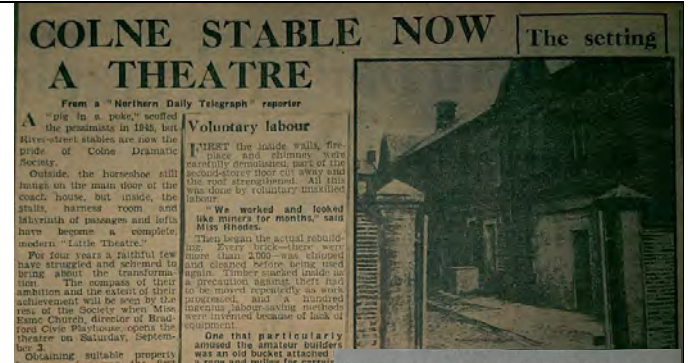 COLNE STABLE NOW
A THEATRE
The setting
From a "Northern Daily Telegraph" reporter
A "pig in a poke," scoffed
the pessimists in 1945, but
River-street stables are now the
pride of Colne Dramatic
Society.
Outside, the horseshoe still
hangs on the main door of the
coach house, but inside, the
stalls, harness room and
labyrinth of passages and lofts
have become a complete,
modern "Little Theatre."
For four years a faithful few
have struggled and schemed to
bring about the transforma-
tion. The compass of their
ambition and the extent of their
achievement will be seen by the
rest of the Society when Miss
Esme Church, director of Brad-
ford Civic Playhouse, opens the
theatre on Saturday, Septem-
ber 3.
Obtaining suitable property
Voluntary labour
FIRST the inside walls, fire-
place and chimney were
carefully demolished, part of the
second-storey floor cut away and
the roof strengthened. All this
was done by voluntary unskilled
labour.
"We worked and looked
like miners for months," said
Miss Rhodes.
Then began the actual rebuild-
ing. Every brick—there were
more than 2,000—was chipped
and cleaned before being used
again. Timber stacked inside as
a precaution against theft had
to be moved repeatedly as work
progressed, and a hundred
ingenious labour-saving methods
were invented because of lack of
equipment.
One that particularly
amused the amateur builders
was an old bucket attached